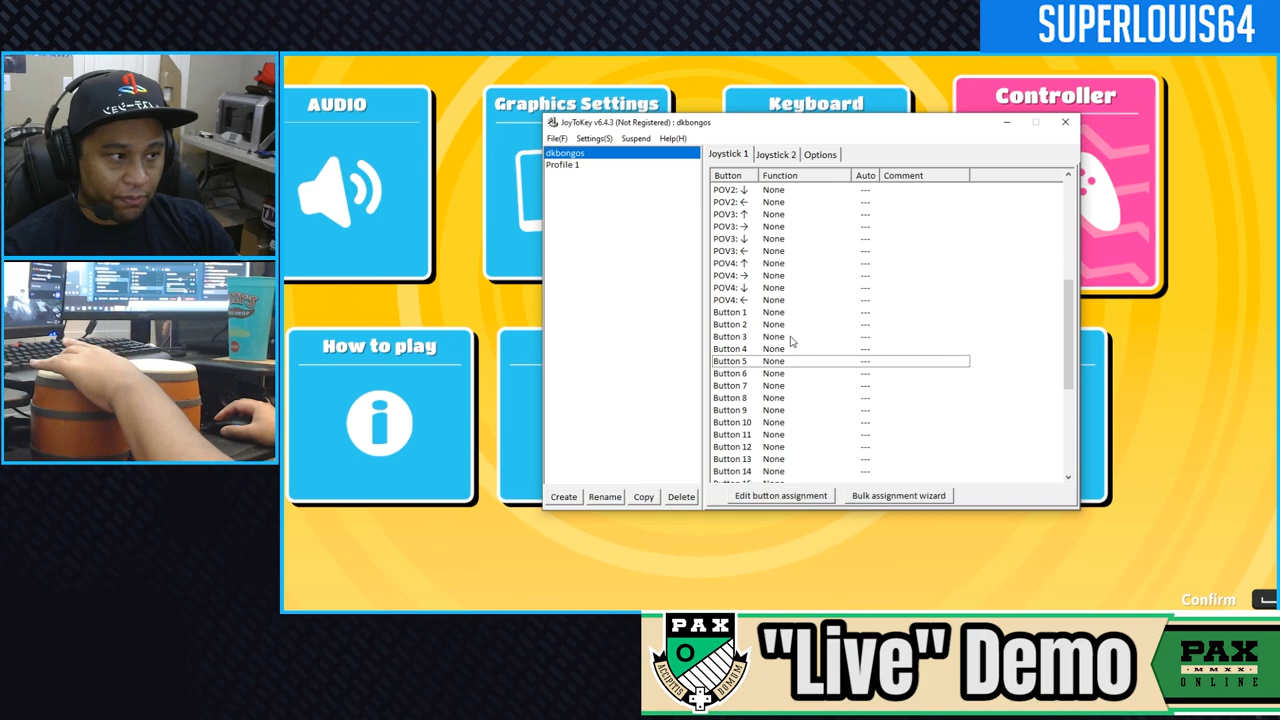 SUPERLOUIS64
AUDIO
Graphics Settings
Keyboard
Controller
JoyToKey v6.4.3 (Not Registered) : dkbongos
File(F) Settings(S) Suspend Help(H)
dkbongos
Profile 1
Joystick 1 Joystick 2 Options
Button Function Auto Comment
POV2: ↓ None ---
POV2: ← None ---
POV3: ↑ None ---
POV3: → None ---
POV3: ↓ None ---
POV3: ← None ---
POV4: ↑ None ---
POV4: → None ---
POV4: ↓ None ---
POV4: ← None ---
Button 1 None ---
Button 2 None ---
Button 3 None ---
Button 4 None ---
Button 5 None ---
Button 6 None ---
Button 7 None ---
Button 8 None ---
Button 9 None ---
Button 10 None ---
Button 11 None ---
Button 12 None ---
Button 13 None ---
Button 14 None ---
Create Rename Copy Delete
Edit button assignment Bulk assignment wizard
How to play
Confirm
PAX
ACCIPITIS DOMUM
"Live" Demo
PAX
MMXX
ONLINE